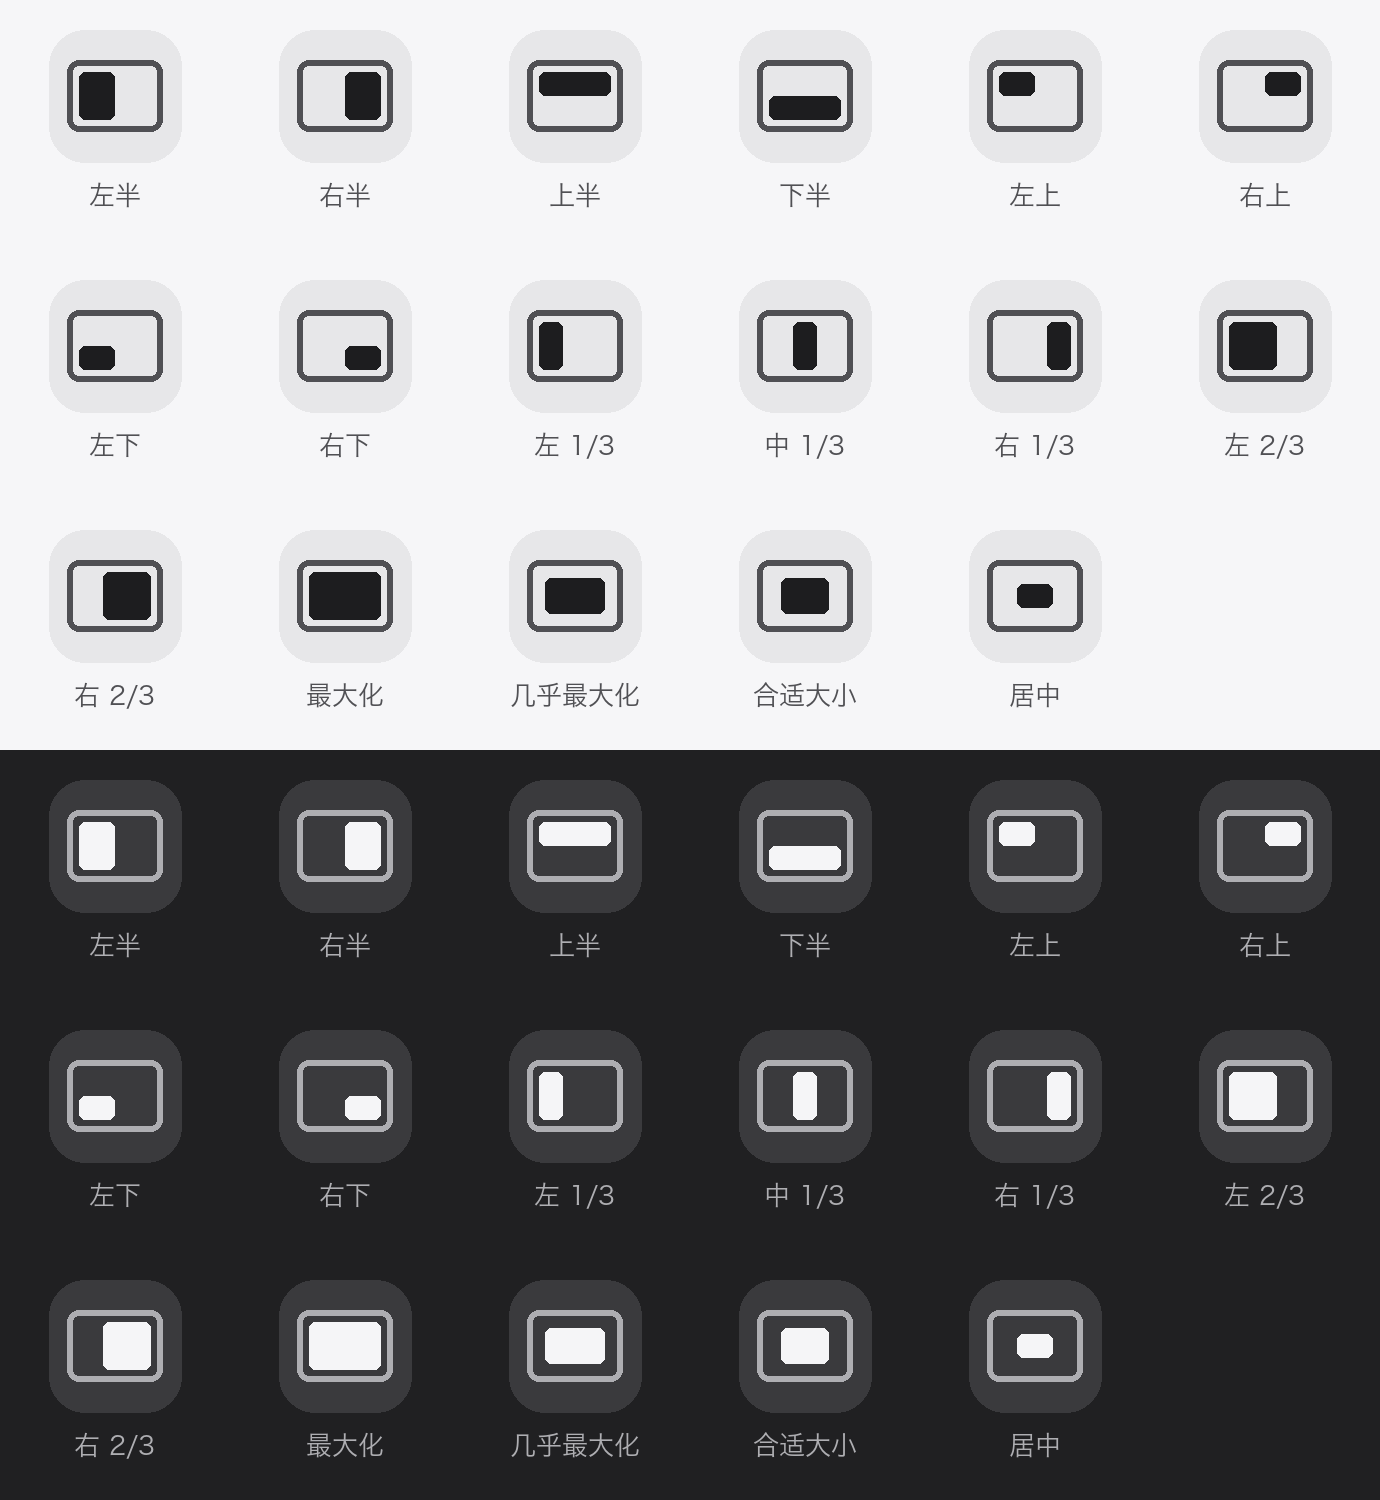 左半 右半 上半 下半 左上 右上
左下 右下 左 1/3 中 1/3 右 1/3 左 2/3
右 2/3 最大化 几乎最大化 合适大小 居中
左半 右半 上半 下半 左上 右上
左下 右下 左 1/3 中 1/3 右 1/3 左 2/3
右 2/3 最大化 几乎最大化 合适大小 居中